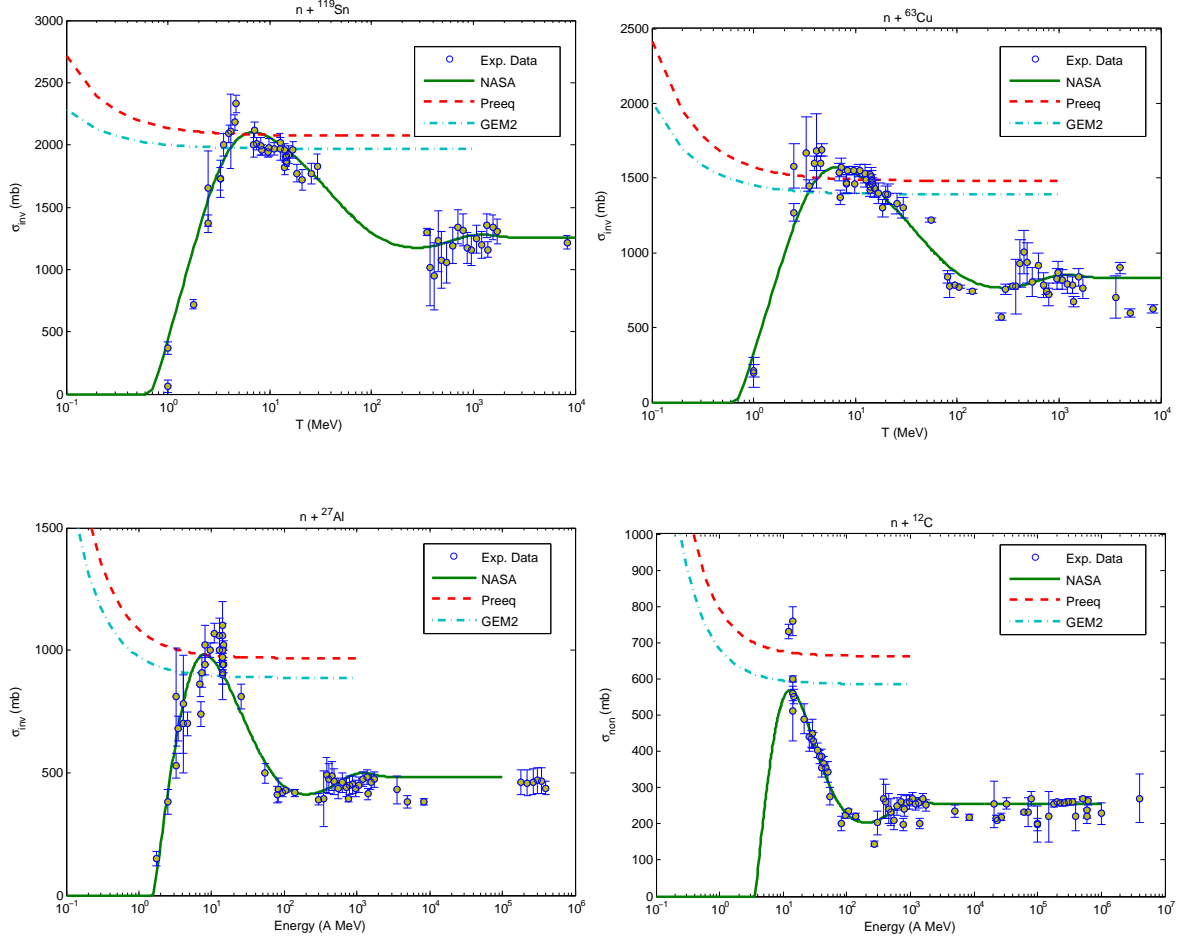 n + ¹¹⁹Sn
3000
2500
2000
1500
1000
500
0
σinv (mb)
Exp. Data
NASA
Preeq
GEM2
10⁻¹ 10⁰ 10¹ 10² 10³ 10⁴
T (MeV)
n + ⁶³Cu
2500
2000
1500
1000
500
0
σinv (mb)
Exp. Data
NASA
Preeq
GEM2
10⁻¹ 10⁰ 10¹ 10² 10³ 10⁴
T (MeV)
n + ²⁷Al
1500
1000
500
0
σinv (mb)
Exp. Data
NASA
Preeq
GEM2
10⁻¹ 10⁰ 10¹ 10² 10³ 10⁴ 10⁵ 10⁶
Energy (A MeV)
n + ¹²C
1000
900
800
700
600
500
400
300
200
100
0
σnon (mb)
Exp. Data
NASA
Preeq
GEM2
10⁻¹ 10⁰ 10¹ 10² 10³ 10⁴ 10⁵ 10⁶ 10⁷
Energy (A MeV)